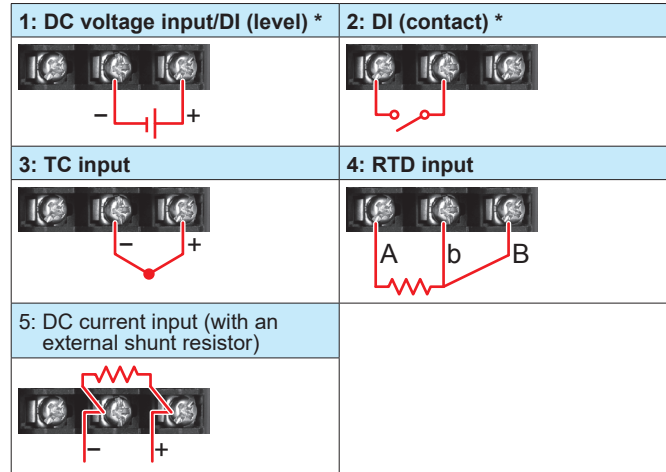 1: DC voltage input/DI (level) *
2: DI (contact) *
− +
3: TC input
4: RTD input
− +
A b B
5: DC current input (with an
external shunt resistor)
− +